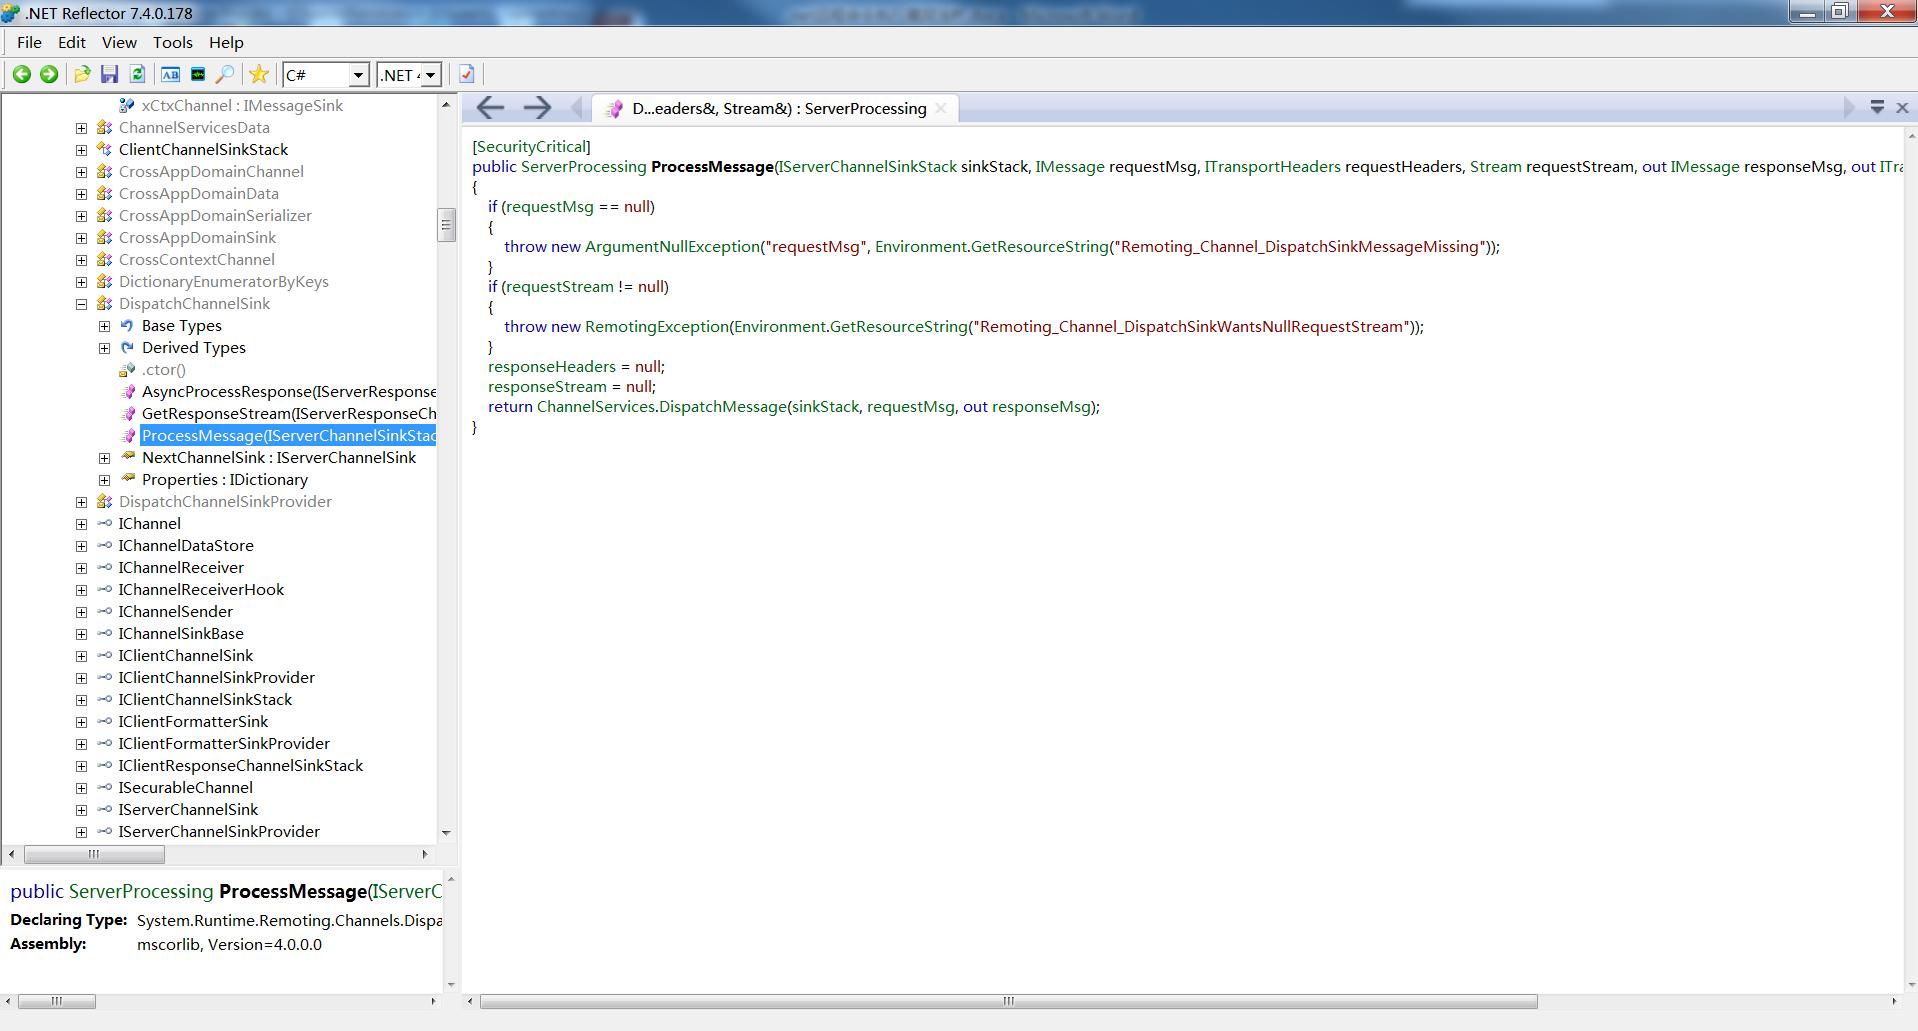 .NET Reflector 7.4.0.178
File Edit View Tools Help
C# .NET 4
xCtxChannel : IMessageSink
ChannelServicesData
ClientChannelSinkStack
CrossAppDomainChannel
CrossAppDomainData
CrossAppDomainSerializer
CrossAppDomainSink
CrossContextChannel
DictionaryEnumeratorByKeys
DispatchChannelSink
Base Types
Derived Types
.ctor()
AsyncProcessResponse(IServerResponse
GetResponseStream(IServerResponseCh
ProcessMessage(IServerChannelSinkStac
NextChannelSink : IServerChannelSink
Properties : IDictionary
DispatchChannelSinkProvider
IChannel
IChannelDataStore
IChannelReceiver
IChannelReceiverHook
IChannelSender
IChannelSinkBase
IClientChannelSink
IClientChannelSinkProvider
IClientChannelSinkStack
IClientFormatterSink
IClientFormatterSinkProvider
IClientResponseChannelSinkStack
ISecurableChannel
IServerChannelSink
IServerChannelSinkProvider
public ServerProcessing ProcessMessage(IServerC
Declaring Type: System.Runtime.Remoting.Channels.Dispa
Assembly: mscorlib, Version=4.0.0.0
D...eaders&, Stream&) : ServerProcessing
[SecurityCritical]
public ServerProcessing ProcessMessage(IServerChannelSinkStack sinkStack, IMessage requestMsg, ITransportHeaders requestHeaders, Stream requestStream, out IMessage responseMsg, out ITra
{
if (requestMsg == null)
{
throw new ArgumentNullException("requestMsg", Environment.GetResourceString("Remoting_Channel_DispatchSinkMessageMissing"));
}
if (requestStream != null)
{
throw new RemotingException(Environment.GetResourceString("Remoting_Channel_DispatchSinkWantsNullRequestStream"));
}
responseHeaders = null;
responseStream = null;
return ChannelServices.DispatchMessage(sinkStack, requestMsg, out responseMsg);
}